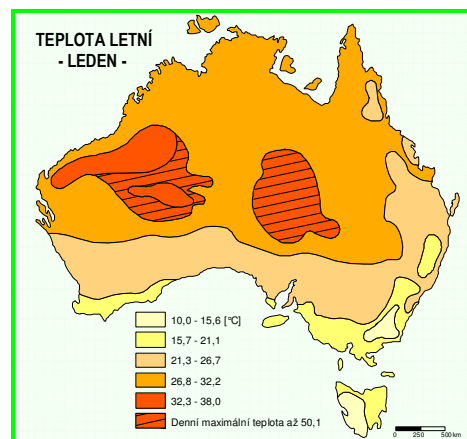 TEPLOTA LETNÍ
- LEDEN -
10,0 - 15,6 [°C]
15,7 - 21,1
21,3 - 26,7
26,8 - 32,2
32,3 - 38,0
Denní maximální teplota až 50,1
0 250 500 km